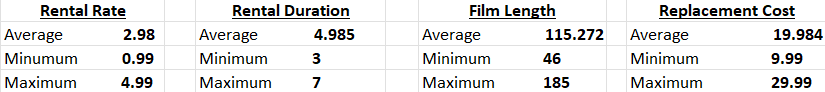 Rental Rate Rental Duration Film Length Replacement Cost
Average 2.98 Average 4.985 Average 115.272 Average 19.984
Minumum 0.99 Minimum 3 Minimum 46 Minimum 9.99
Maximum 4.99 Maximum 7 Maximum 185 Maximum 29.99